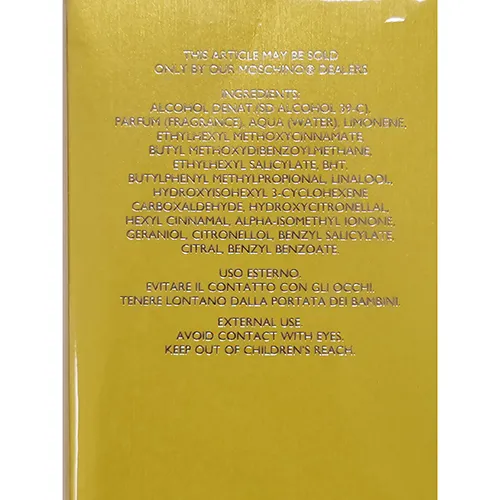 THIS ARTICLE MAY BE SOLD
ONLY BY OUR MOSCHINO® DEALERS
INGREDIENTS:
ALCOHOL DENAT.(SD ALCOHOL 39-C),
PARFUM (FRAGRANCE), AQUA (WATER), LIMONENE,
ETHYLHEXYL METHOXYCINNAMATE,
BUTYL METHOXYDIBENZOYLMETHANE,
ETHYLHEXYL SALICYLATE, BHT,
BUTYLPHENYL METHYLPROPIONAL, LINALOOL,
HYDROXYISOHEXYL 3-CYCLOHEXENE
CARBOXALDEHYDE, HYDROXYCITRONELLAL,
HEXYL CINNAMAL, ALPHA-ISOMETHYL IONONE,
GERANIOL, CITRONELLOL, BENZYL SALICYLATE,
CITRAL, BENZYL BENZOATE.
USO ESTERNO.
EVITARE IL CONTATTO CON GLI OCCHI.
TENERE LONTANO DALLA PORTATA DEI BAMBINI.
EXTERNAL USE.
AVOID CONTACT WITH EYES.
KEEP OUT OF CHILDREN'S REACH.